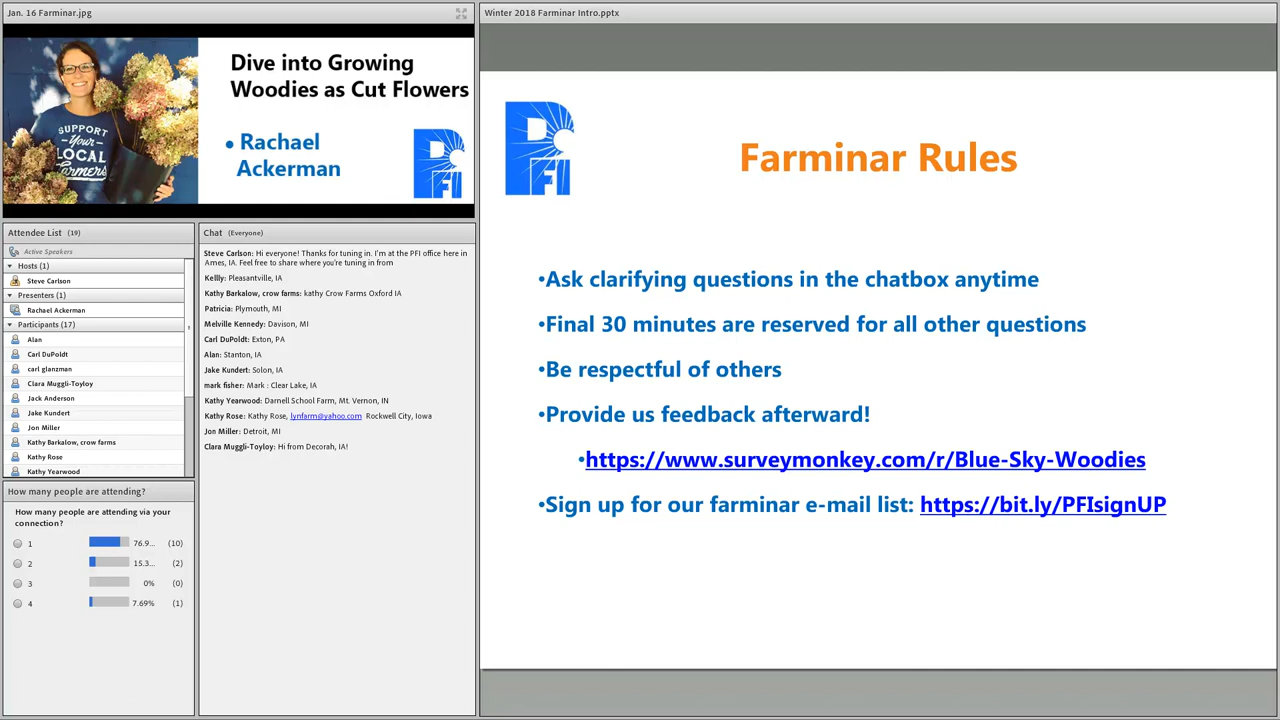 Jan. 16 Farminar.jpg
Dive into Growing
Woodies as Cut Flowers
• Rachael
Ackerman
PFI
SUPPORT
Your
LOCAL
Farmers
Attendee List (19)
Active Speakers
Hosts (1)
Steve Carlson
Presenters (1)
Rachael Ackerman
Participants (17)
Alan
Carl DuPoldt
carl glanzman
Clara Muggli-Toyloy
Jack Anderson
Jake Kundert
Jon Miller
Kathy Barkalow, crow farms
Kathy Rose
Kathy Yearwood
How many people are attending?
How many people are attending via your
connection?
1 76.9... (10)
2 15.3... (2)
3 0% (0)
4 7.69% (1)
Chat (Everyone)
Steve Carlson: Hi everyone! Thanks for tuning in. I'm at the PFI office here in
Ames, IA. Feel free to share where you're tuning in from
Kellly: Pleasantville, IA
Kathy Barkalow, crow farms: kathy Crow Farms Oxford IA
Patricia: Plymouth, MI
Melville Kennedy: Davison, MI
Carl DuPoldt: Exton, PA
Alan: Stanton, IA
Jake Kundert: Solon, IA
mark fisher: Mark : Clear Lake, IA
Kathy Yearwood: Darnell School Farm, Mt. Vernon, IN
Kathy Rose: Kathy Rose, lynfarm@yahoo.com Rockwell City, Iowa
Jon Miller: Detroit, MI
Clara Muggli-Toyloy: Hi from Decorah, IA!
Winter 2018 Farminar Intro.pptx
PFI
Farminar Rules
•Ask clarifying questions in the chatbox anytime
•Final 30 minutes are reserved for all other questions
•Be respectful of others
•Provide us feedback afterward!
•https://www.surveymonkey.com/r/Blue-Sky-Woodies
•Sign up for our farminar e-mail list: https://bit.ly/PFIsignUP